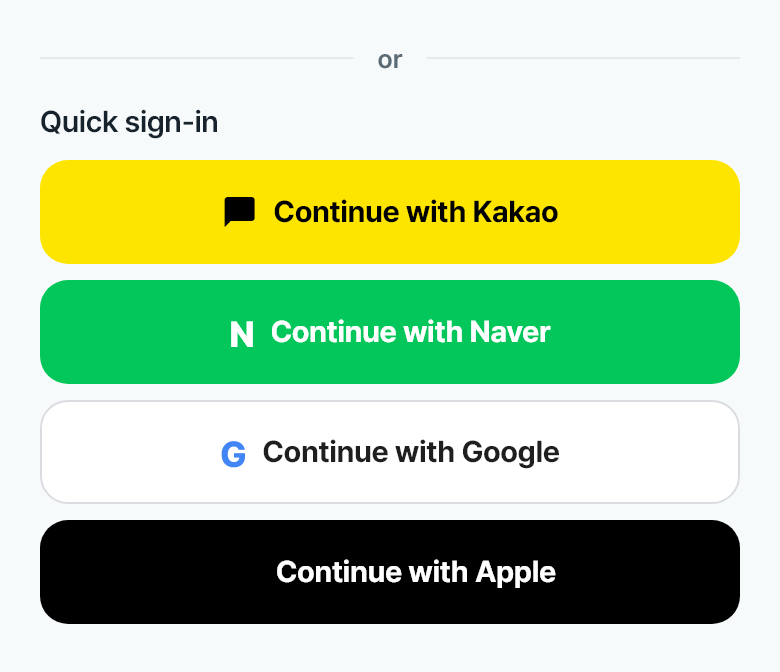 or
Quick sign-in
Continue with Kakao
N Continue with Naver
G Continue with Google
Continue with Apple